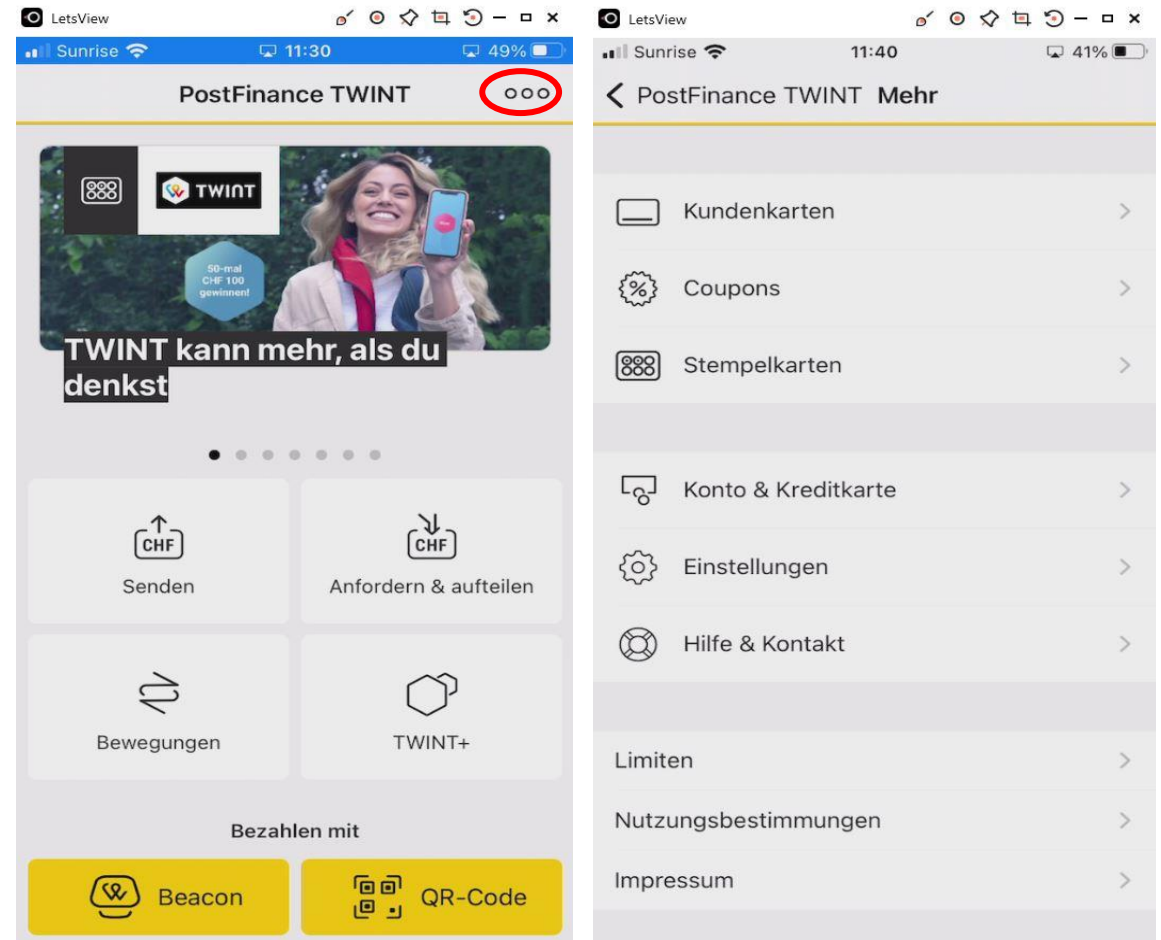 LetsView
Sunrise 11:30 49%
PostFinance TWINT
TWINT
50-mal
CHF 100
gewinnen!
TWINT kann mehr, als du
denkst
CHF
Senden
CHF
Anfordern & aufteilen
Bewegungen
TWINT+
Bezahlen mit
Beacon
QR-Code
LetsView
Sunrise 11:40 41%
PostFinance TWINT Mehr
Kundenkarten
% Coupons
Stempelkarten
Konto & Kreditkarte
Einstellungen
Hilfe & Kontakt
Limiten
Nutzungsbestimmungen
Impressum